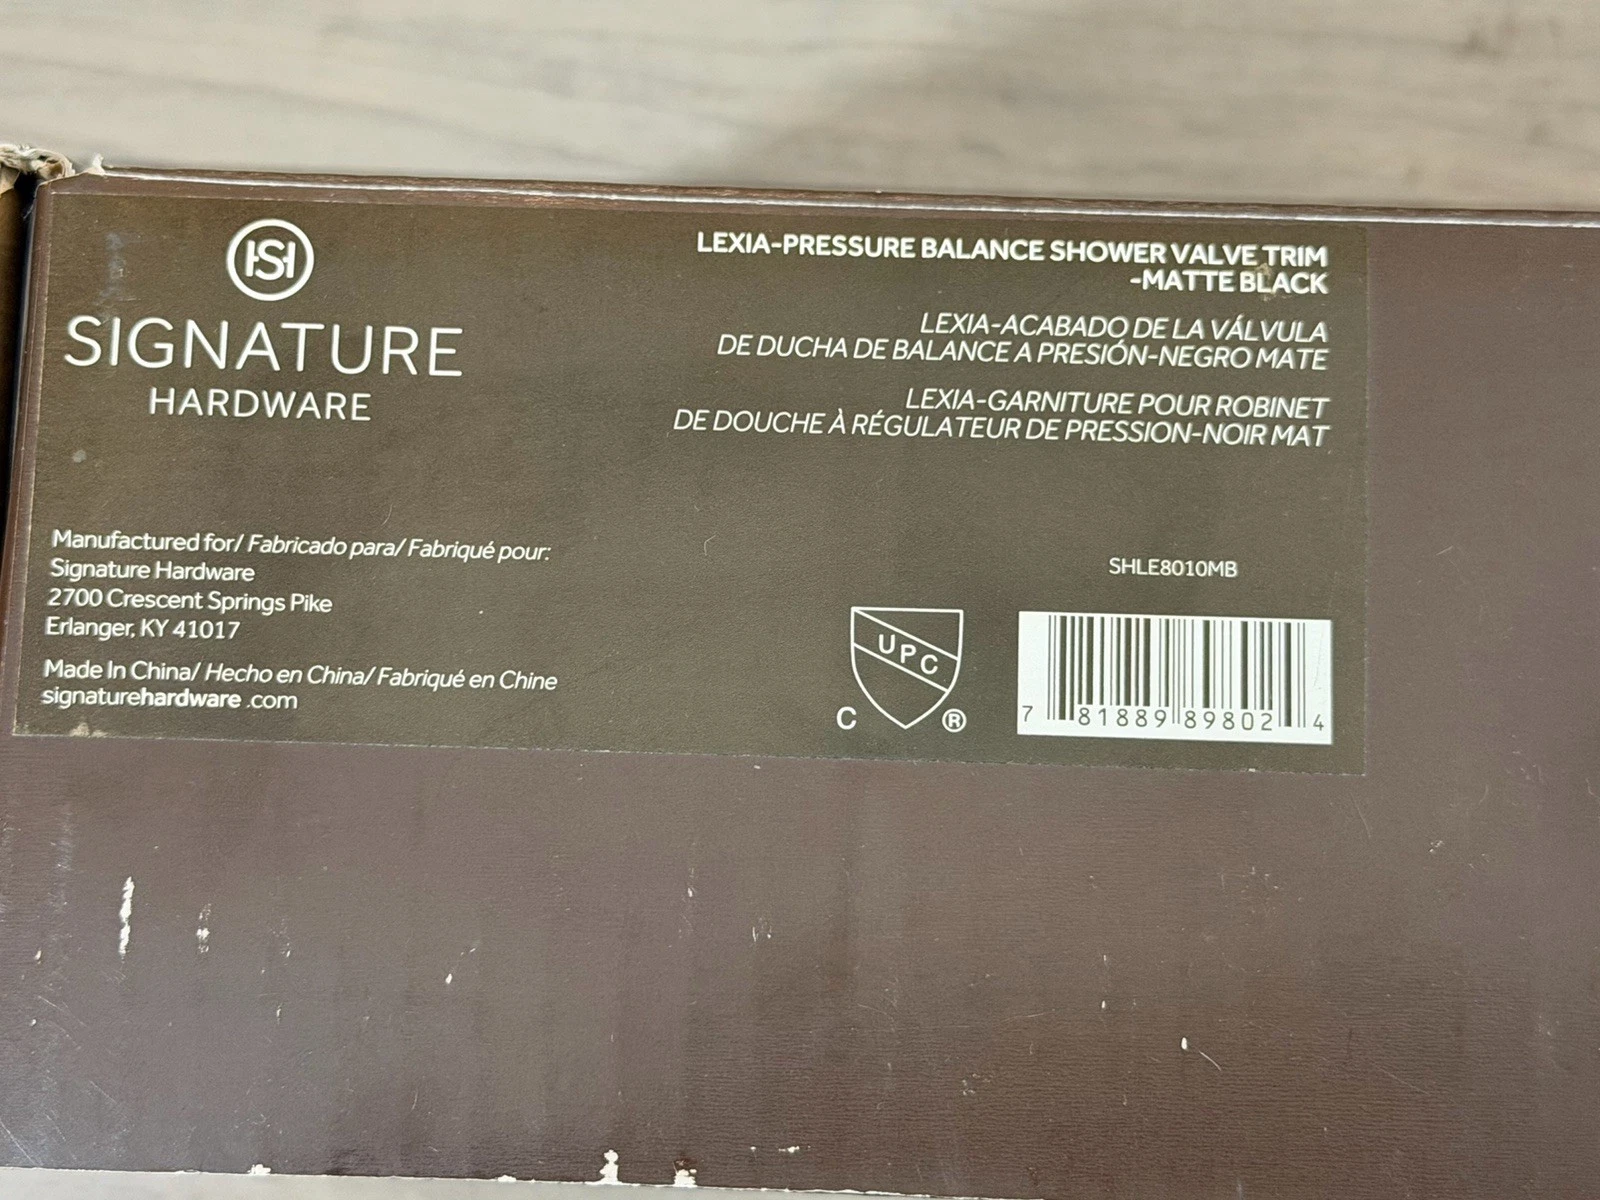 SH
SIGNATURE
HARDWARE
LEXIA-PRESSURE BALANCE SHOWER VALVE TRIM
-MATTE BLACK
LEXIA-ACABADO DE LA VÁLVULA
DE DUCHA DE BALANCE A PRESIÓN-NEGRO MATE
LEXIA-GARNITURE POUR ROBINET
DE DOUCHE À RÉGULATEUR DE PRESSION-NOIR MAT
Manufactured for/ Fabricado para/ Fabriqué pour:
Signature Hardware
2700 Crescent Springs Pike
Erlanger, KY 41017
Made In China/ Hecho en China/ Fabriqué en Chine
signaturehardware .com
SHLE8010MB
UPC
C ®
7 81889 89802 4